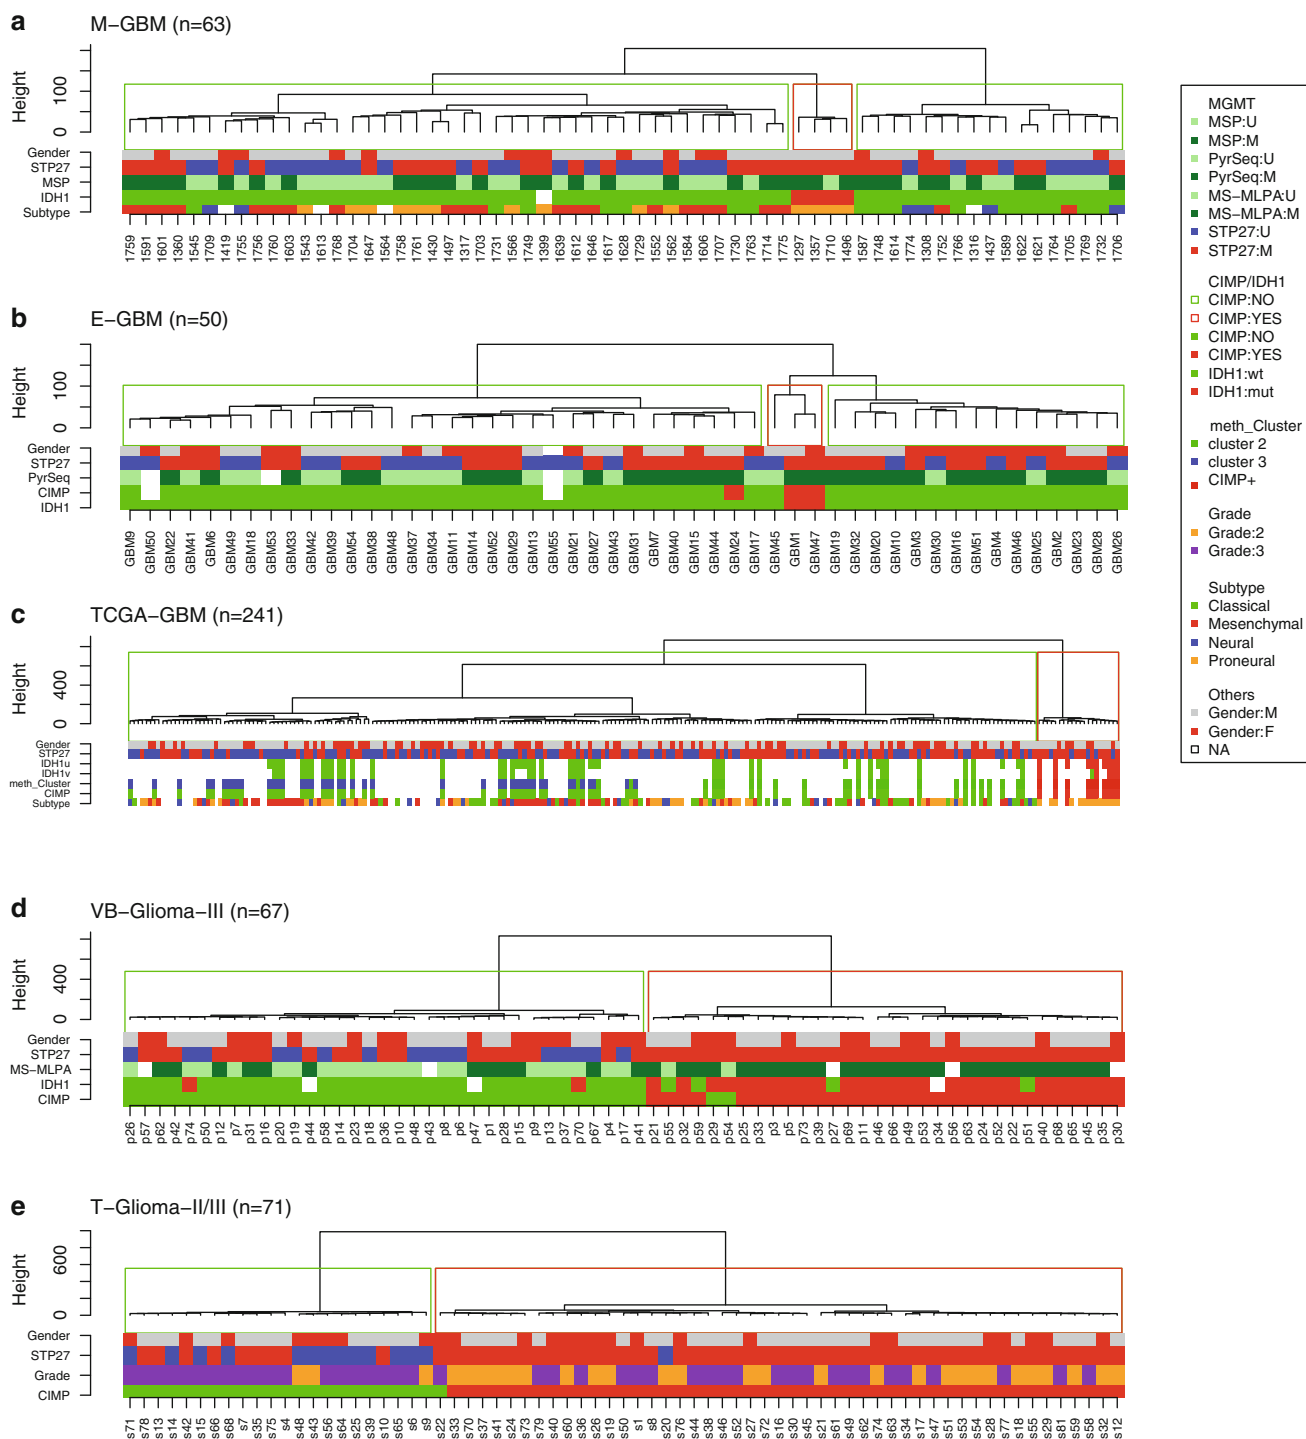 a
M−GBM (n=63)
Height
0
100
Gender
STP27
MSP
IDH1
Subtype
1759 1591 1601 1360 1545 1709 1419 1755 1756 1760 1603 1543 1613 1768 1704 1647 1564 1758 1761 1430 1497 1317 1703 1731 1566 1749 1399 1639 1612 1646 1617 1628 1729 1552 1562 1584 1606 1707 1730 1763 1714 1775 1297 1357 1710 1496 1587 1748 1614 1774 1308 1752 1766 1316 1437 1589 1622 1621 1764 1705 1769 1732 1706
b
E−GBM (n=50)
Height
0
100
Gender
STP27
PyrSeq
CIMP
IDH1
GBM9 GBM50 GBM22 GBM41 GBM6 GBM49 GBM18 GBM53 GBM33 GBM42 GBM39 GBM54 GBM38 GBM48 GBM37 GBM34 GBM11 GBM14 GBM52 GBM29 GBM13 GBM55 GBM21 GBM27 GBM43 GBM31 GBM7 GBM40 GBM15 GBM44 GBM24 GBM17 GBM45 GBM1 GBM47 GBM19 GBM32 GBM20 GBM10 GBM3 GBM30 GBM16 GBM51 GBM4 GBM46 GBM25 GBM2 GBM23 GBM28 GBM26
c
TCGA−GBM (n=241)
Height
0
400
Gender
STP27
IDH1u
IDH1v
meth_Cluster
CIMP
Subtype
d
VB−Glioma−III (n=67)
Height
0
400
Gender
STP27
MS−MLPA
IDH1
CIMP
p26 p57 p62 p42 p74 p50 p12 p7 p31 p16 p20 p19 p44 p58 p14 p23 p18 p36 p10 p48 p43 p8 p6 p47 p1 p28 p15 p9 p13 p37 p70 p67 p4 p17 p41 p21 p55 p32 p59 p29 p54 p25 p33 p3 p5 p73 p39 p27 p69 p11 p46 p49 p53 p34 p56 p63 p24 p52 p22 p51 p40 p68 p65 p45 p35 p30
e
T−Glioma−II/III (n=71)
Height
0
600
Gender
STP27
Grade
CIMP
s71 s78 s13 s14 s42 s15 s66 s68 s7 s35 s75 s4 s48 s43 s56 s64 s25 s39 s10 s65 s6 s9 s22 s33 s70 s37 s41 s24 s73 s79 s40 s60 s36 s26 s19 s50 s1 s8 s20 s76 s44 s38 s46 s52 s27 s72 s16 s30 s45 s21 s61 s49 s62 s74 s63 s34 s17 s47 s51 s53 s54 s28 s77 s18 s55 s29 s81 s59 s58 s32 s12
MGMT
MSP:U
MSP:M
PyrSeq:U
PyrSeq:M
MS−MLPA:U
MS−MLPA:M
STP27:U
STP27:M
CIMP/IDH1
CIMP:NO
CIMP:YES
CIMP:NO
CIMP:YES
IDH1:wt
IDH1:mut
meth_Cluster
cluster 2
cluster 3
CIMP+
Grade
Grade:2
Grade:3
Subtype
Classical
Mesenchymal
Neural
Proneural
Others
Gender:M
Gender:F
NA